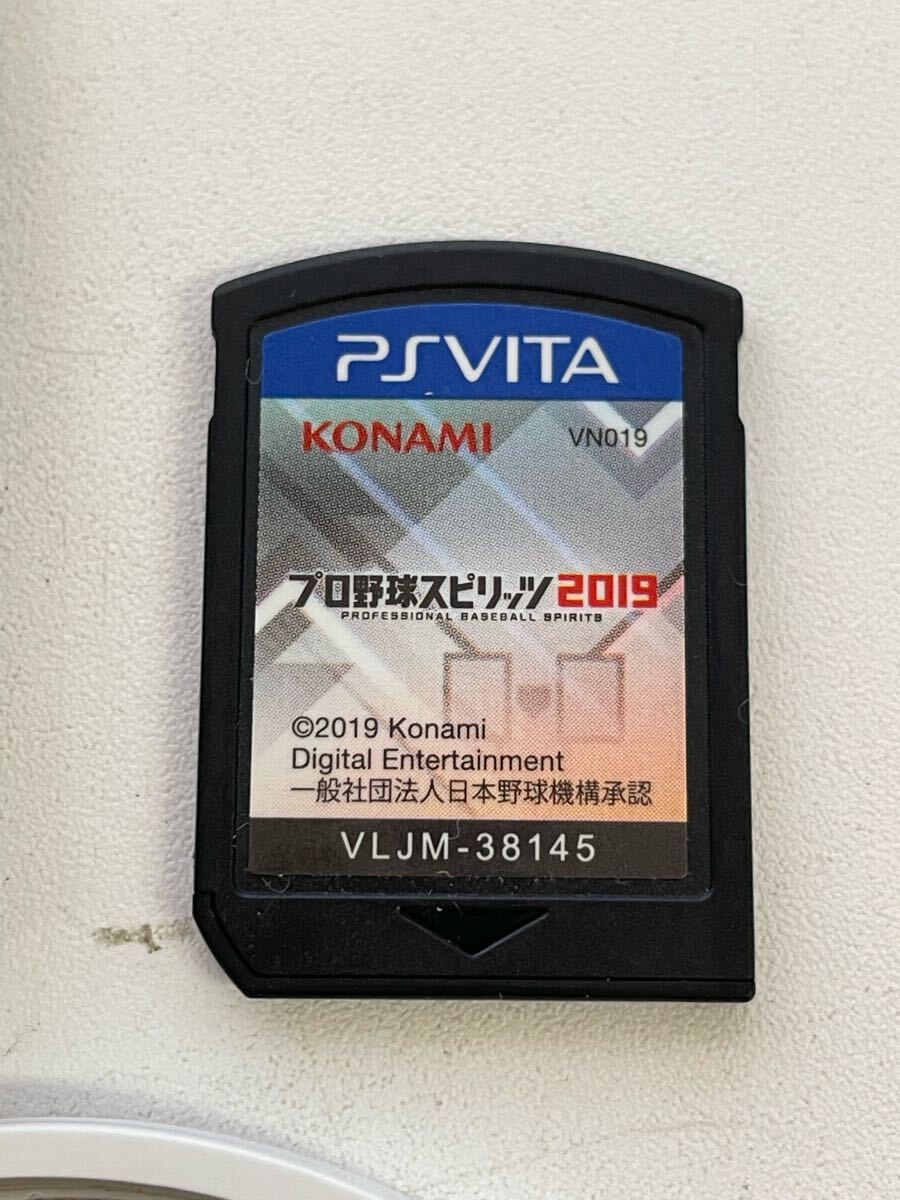 PSVITA
KONAMI VN019
プロ野球スピリッツ2019
PROFESSIONAL BASEBALL SPIRITS
©2019 Konami
Digital Entertainment
一般社団法人日本野球機構承認
VLJM-38145